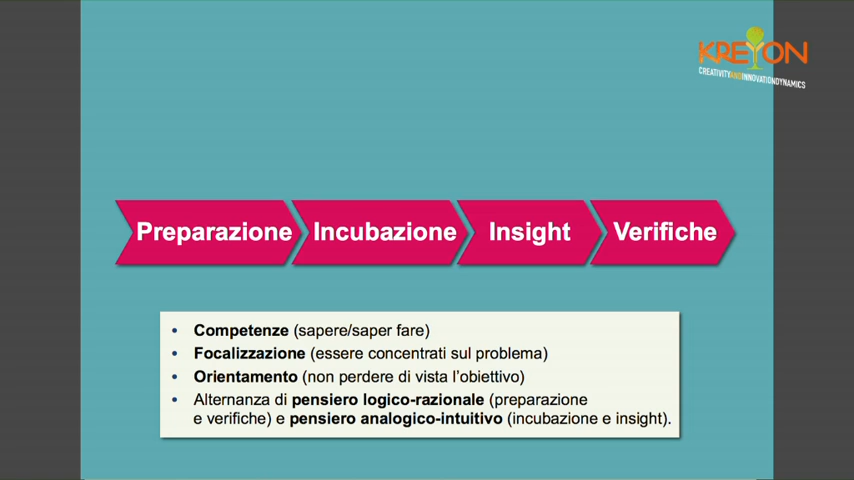 KREYON
CREATIVITYANDINNOVATIONDYNAMICS
Preparazione Incubazione Insight Verifiche
• Competenze (sapere/saper fare)
• Focalizzazione (essere concentrati sul problema)
• Orientamento (non perdere di vista l'obiettivo)
• Alternanza di pensiero logico-razionale (preparazione
e verifiche) e pensiero analogico-intuitivo (incubazione e insight).